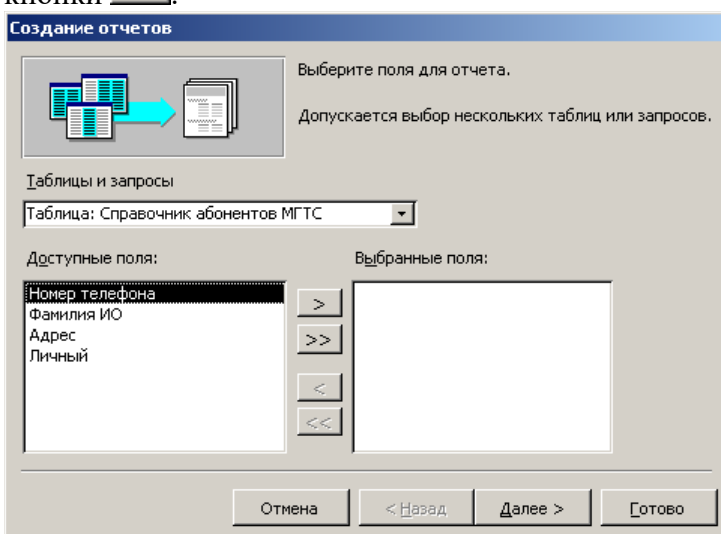 кнопки .
Создание отчетов
Выберите поля для отчета.
Допускается выбор нескольких таблиц или запросов.
Таблицы и запросы
Таблица: Справочник абонентов МГТС
Доступные поля:
Выбранные поля:
Номер телефона
Фамилия ИО
Адрес
Личный
>
>>
<
<<
Отмена
< Назад
Далее >
Готово